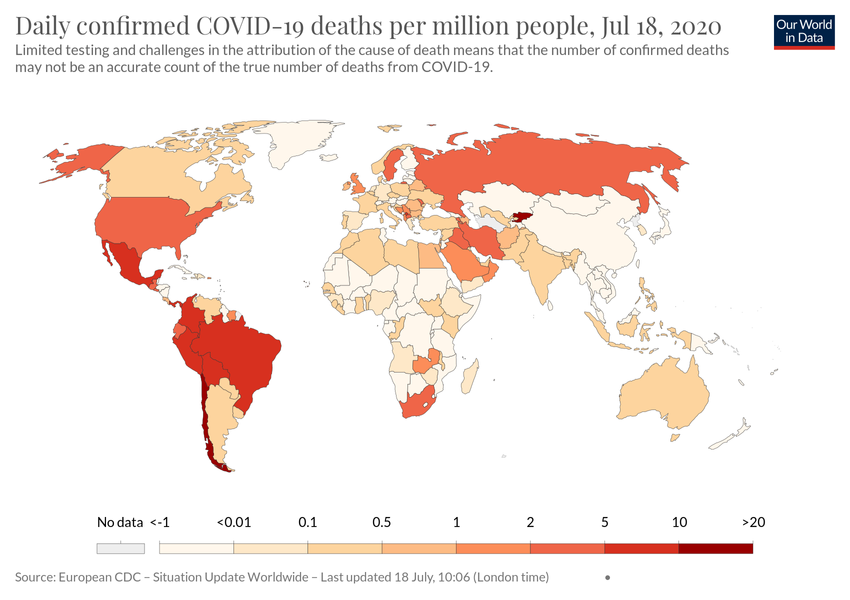 Daily confirmed COVID-19 deaths per million people, Jul 18, 2020
Our World
in Data
Limited testing and challenges in the attribution of the cause of death means that the number of confirmed deaths
may not be an accurate count of the true number of deaths from COVID-19.
No data <-1 <0.01 0.1 0.5 1 2 5 10 >20
Source: European CDC – Situation Update Worldwide – Last updated 18 July, 10:06 (London time)